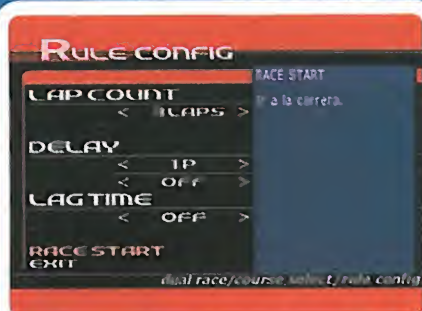 RULE CONFIG
RACE START
Ir a la carrera.
LAP COUNT
< LAPS >
DELAY
< 1P >
< OFF >
LAG TIME
< OFF >
RACE START
EXIT
dual race/course select/rule config